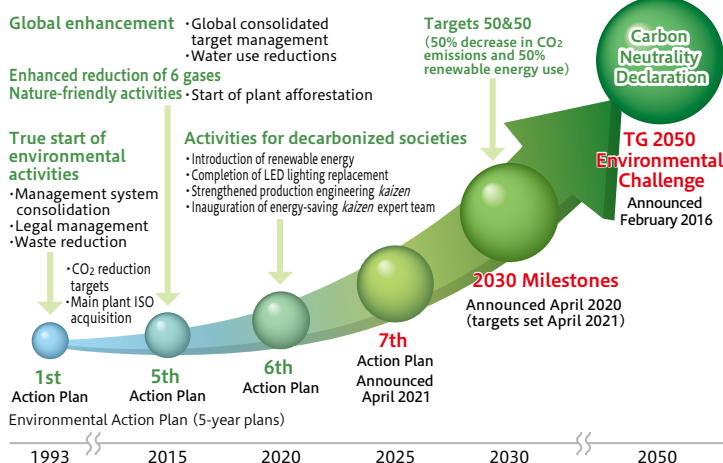 Global enhancement
・Global consolidated
target management
・Water use reductions
Enhanced reduction of 6 gases
Nature-friendly activities
・Start of plant afforestation
True start of
environmental
activities
・Management system
consolidation
・Legal management
・Waste reduction
・CO₂ reduction
targets
・Main plant ISO
acquisition
Activities for decarbonized societies
・Introduction of renewable energy
・Completion of LED lighting replacement
・Strengthened production engineering kaizen
・Inauguration of energy-saving kaizen expert team
Targets 50&50
(50% decrease in CO₂
emissions and 50%
renewable energy use)
Carbon
Neutrality
Declaration
TG 2050
Environmental
Challenge
Announced
February 2016
2030 Milestones
Announced April 2020
(targets set April 2021)
7th
Action Plan
Announced
April 2021
6th
Action Plan
5th
Action Plan
1st
Action Plan
Environmental Action Plan (5-year plans)
1993 2015 2020 2025 2030 2050